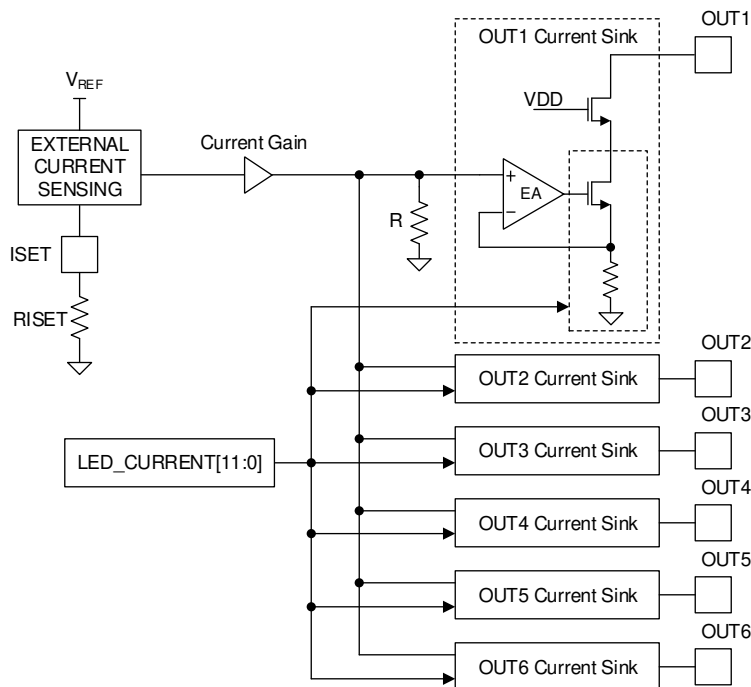 OUT1
OUT1 Current Sink
VREF
VDD
EXTERNAL
CURRENT
SENSING
Current Gain
+
EA
−
R
ISET
RISET
OUT2
OUT2 Current Sink
OUT3
OUT3 Current Sink
LED_CURRENT[11:0]
OUT4
OUT4 Current Sink
OUT5
OUT5 Current Sink
OUT6
OUT6 Current Sink